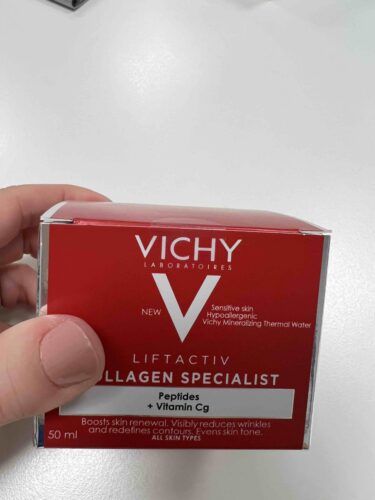 VICHY
LABORATOIRES
NEW
Sensitive skin
Hypoallergenic
Vichy Mineralizing Thermal Water
LIFTACTIV
OLLAGEN SPECIALIST
Peptides
+ Vitamin Cg
Boosts skin renewal. Visibly reduces wrinkles
and redefines contours. Evens skin tone.
ALL SKIN TYPES
50 ml